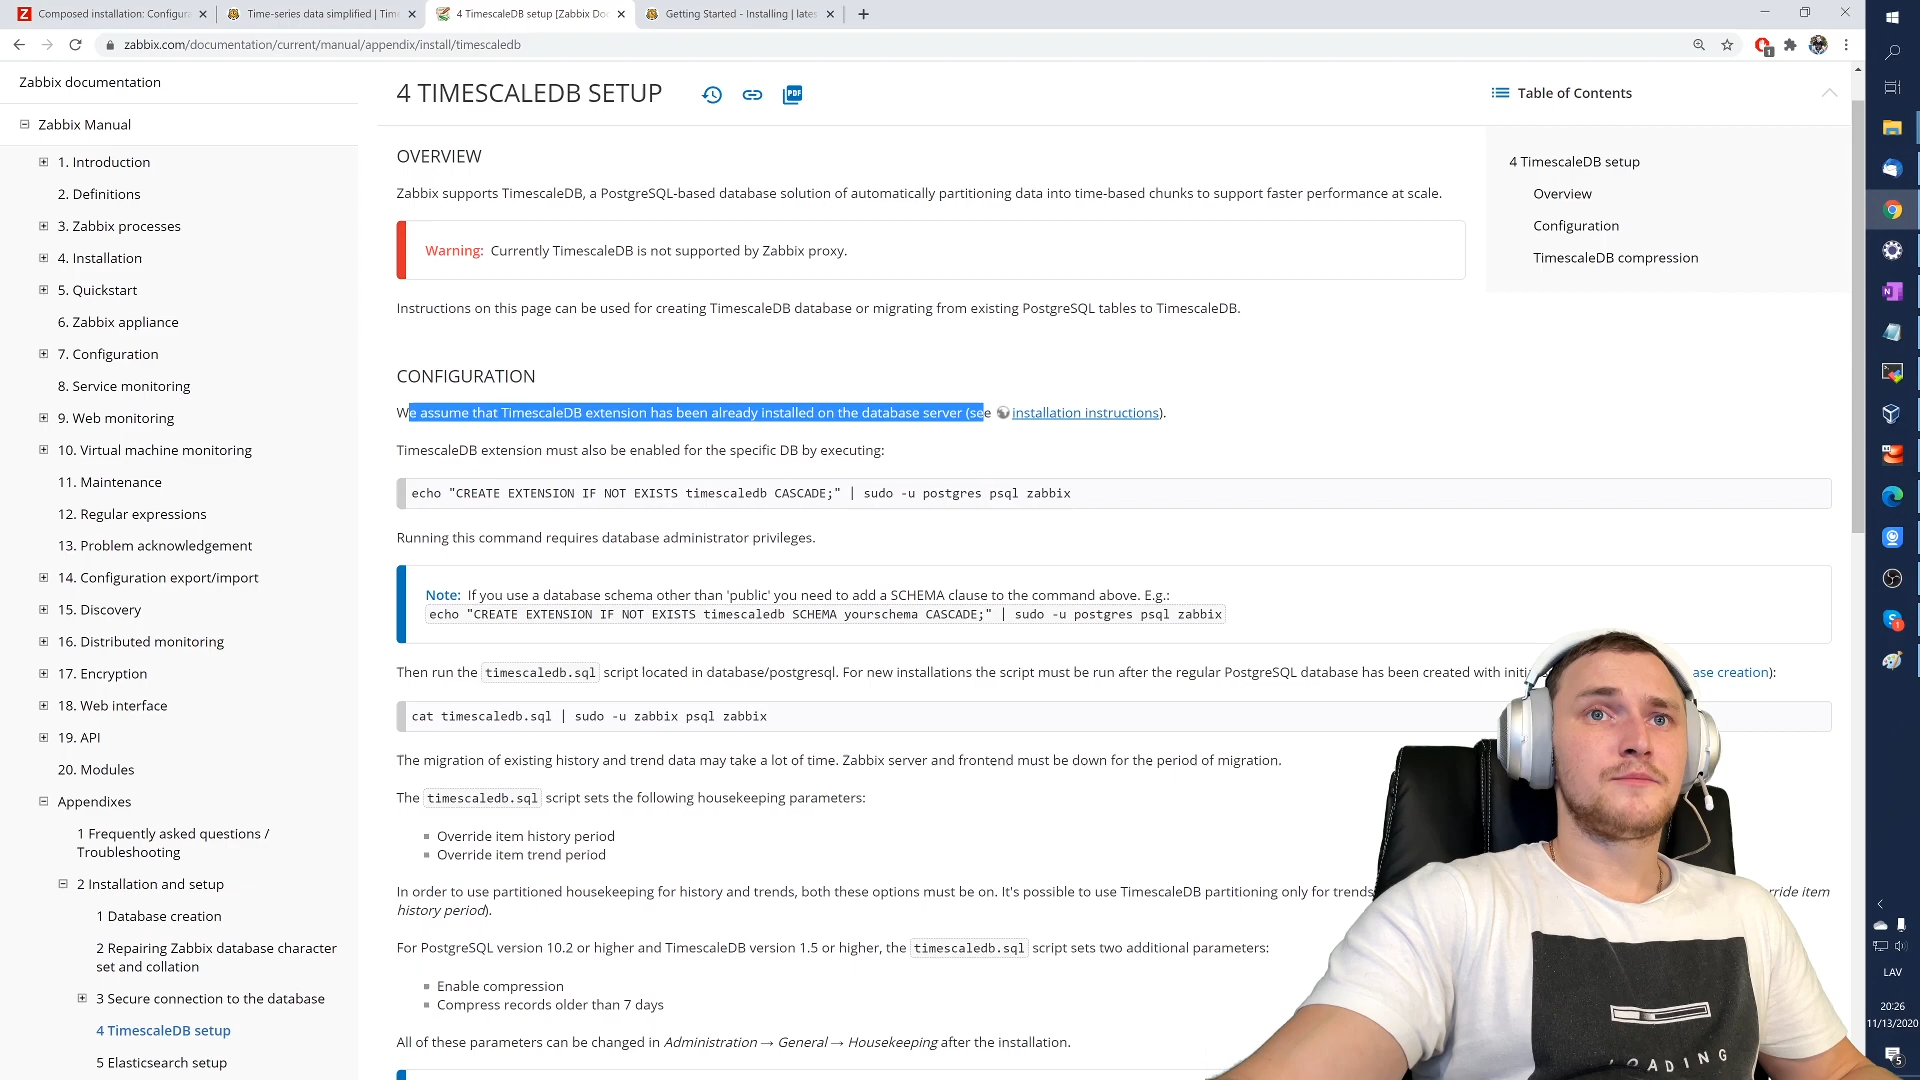 Composed installation: Configura
Time-series data simplified | Tim
4 TimescaleDB setup [Zabbix Do
Getting Started - Installing | lates
zabbix.com/documentation/current/manual/appendix/install/timescaledb
Zabbix documentation
Zabbix Manual
1. Introduction
2. Definitions
3. Zabbix processes
4. Installation
5. Quickstart
6. Zabbix appliance
7. Configuration
8. Service monitoring
9. Web monitoring
10. Virtual machine monitoring
11. Maintenance
12. Regular expressions
13. Problem acknowledgement
14. Configuration export/import
15. Discovery
16. Distributed monitoring
17. Encryption
18. Web interface
19. API
20. Modules
Appendixes
1 Frequently asked questions /
Troubleshooting
2 Installation and setup
1 Database creation
2 Repairing Zabbix database character
set and collation
3 Secure connection to the database
4 TimescaleDB setup
5 Elasticsearch setup
4 TIMESCALEDB SETUP
PDF
OVERVIEW
Zabbix supports TimescaleDB, a PostgreSQL-based database solution of automatically partitioning data into time-based chunks to support faster performance at scale.
Warning: Currently TimescaleDB is not supported by Zabbix proxy.
Instructions on this page can be used for creating TimescaleDB database or migrating from existing PostgreSQL tables to TimescaleDB.
CONFIGURATION
We assume that TimescaleDB extension has been already installed on the database server (see installation instructions).
TimescaleDB extension must also be enabled for the specific DB by executing:
echo "CREATE EXTENSION IF NOT EXISTS timescaledb CASCADE;" | sudo -u postgres psql zabbix
Running this command requires database administrator privileges.
Note: If you use a database schema other than 'public' you need to add a SCHEMA clause to the command above. E.g.:
echo "CREATE EXTENSION IF NOT EXISTS timescaledb SCHEMA yourschema CASCADE;" | sudo -u postgres psql zabbix
Then run the timescaledb.sql script located in database/postgresql. For new installations the script must be run after the regular PostgreSQL database has been created with initi ase creation):
cat timescaledb.sql | sudo -u zabbix psql zabbix
The migration of existing history and trend data may take a lot of time. Zabbix server and frontend must be down for the period of migration.
The timescaledb.sql script sets the following housekeeping parameters:
Override item history period
Override item trend period
In order to use partitioned housekeeping for history and trends, both these options must be on. It's possible to use TimescaleDB partitioning only for trends rride item
history period).
For PostgreSQL version 10.2 or higher and TimescaleDB version 1.5 or higher, the timescaledb.sql script sets two additional parameters:
Enable compression
Compress records older than 7 days
All of these parameters can be changed in Administration → General → Housekeeping after the installation.
Table of Contents
4 TimescaleDB setup
Overview
Configuration
TimescaleDB compression
LOADING
LAV
20:26
11/13/2020